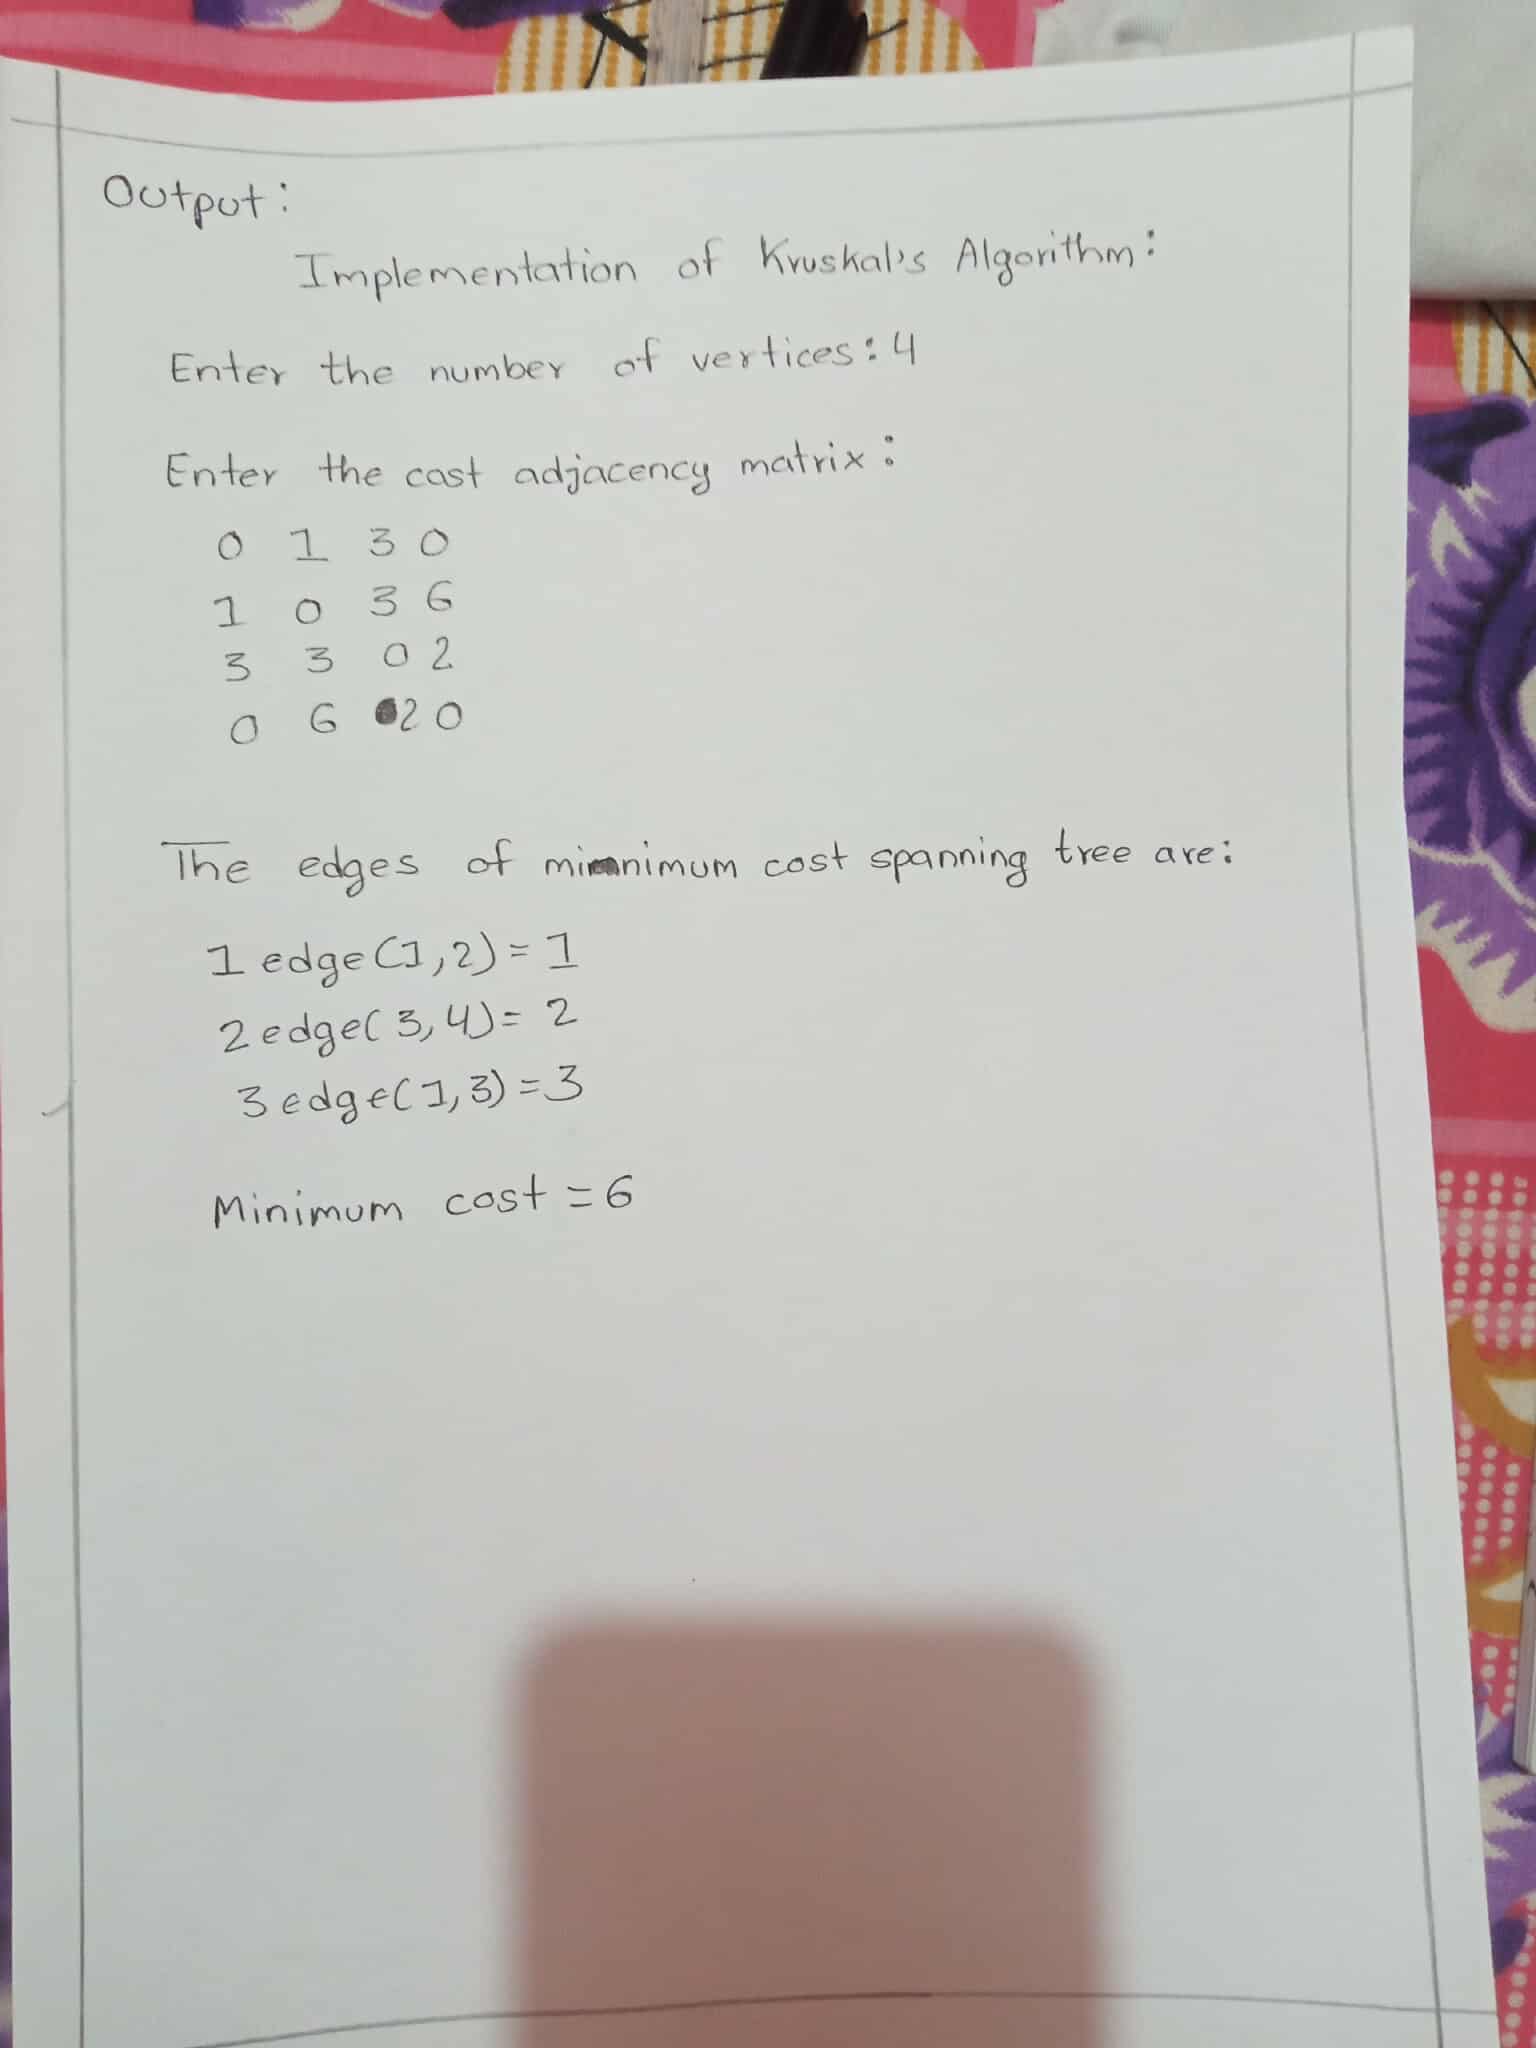 Output:
Implementation of Kruskal's Algorithm:
Enter the number of vertices: 4
Enter the cost adjacency matrix:
0 1 3 0
1 0 3 6
3 3 0 2
0 6 2 0
The edges of minimum cost spanning tree are:
1 edge(1,2)=1
2 edge(3,4)=2
3 edge(1,3)=3
Minimum cost =6